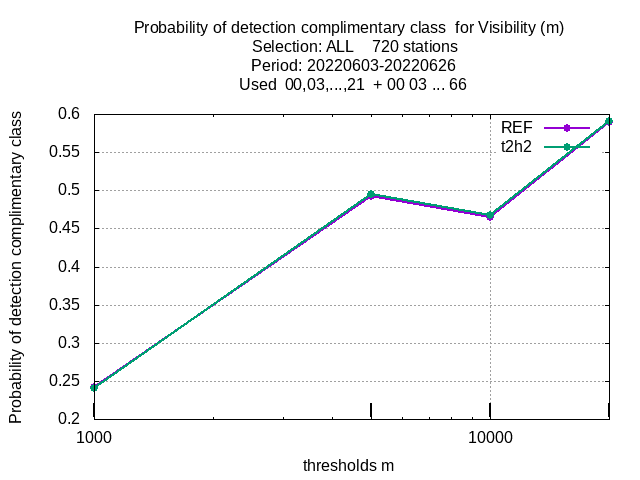 Probability of detection complimentary class  for Visibility (m)
Selection: ALL    720 stations
Period: 20220603-20220626
Used  00,03,...,21  + 00 03 ... 66
Probability of detection complimentary class
0.6
0.55
0.5
0.45
0.4
0.35
0.3
0.25
0.2
REF
t2h2
1000
10000
thresholds m